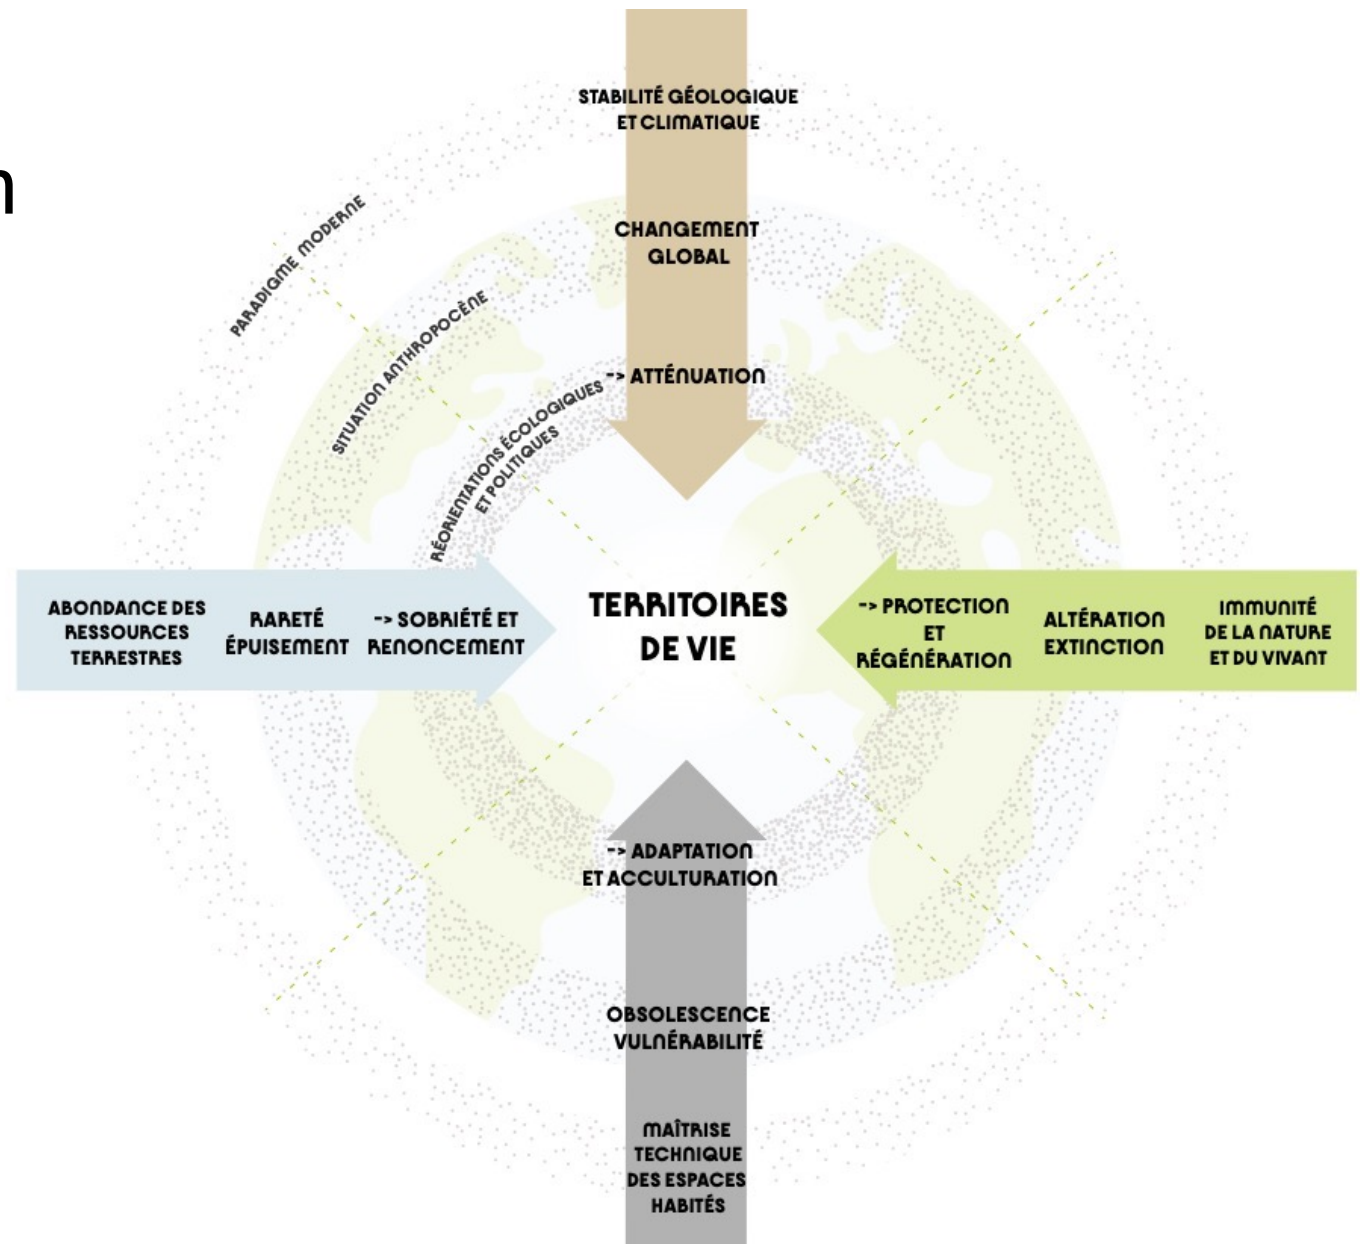 n
STABILITÉ GÉOLOGIQUE
ET CLIMATIQUE
CHANGEMENT
GLOBAL
-> ATTÉNUATION
PARADIGME MODERNE
SITUATION ANTHROPOCÈNE
RÉORIENTATIONS ÉCOLOGIQUES
ET POLITIQUES
ABONDANCE DES
RESSOURCES
TERRESTRES
RARETÉ
ÉPUISEMENT
-> SOBRIÉTÉ ET
RENONCEMENT
TERRITOIRES
DE VIE
-> PROTECTION
ET
RÉGÉNÉRATION
ALTÉRATION
EXTINCTION
IMMUNITÉ
DE LA NATURE
ET DU VIVANT
-> ADAPTATION
ET ACCULTURATION
OBSOLESCENCE
VULNÉRABILITÉ
MAÎTRISE
TECHNIQUE
DES ESPACES
HABITÉS